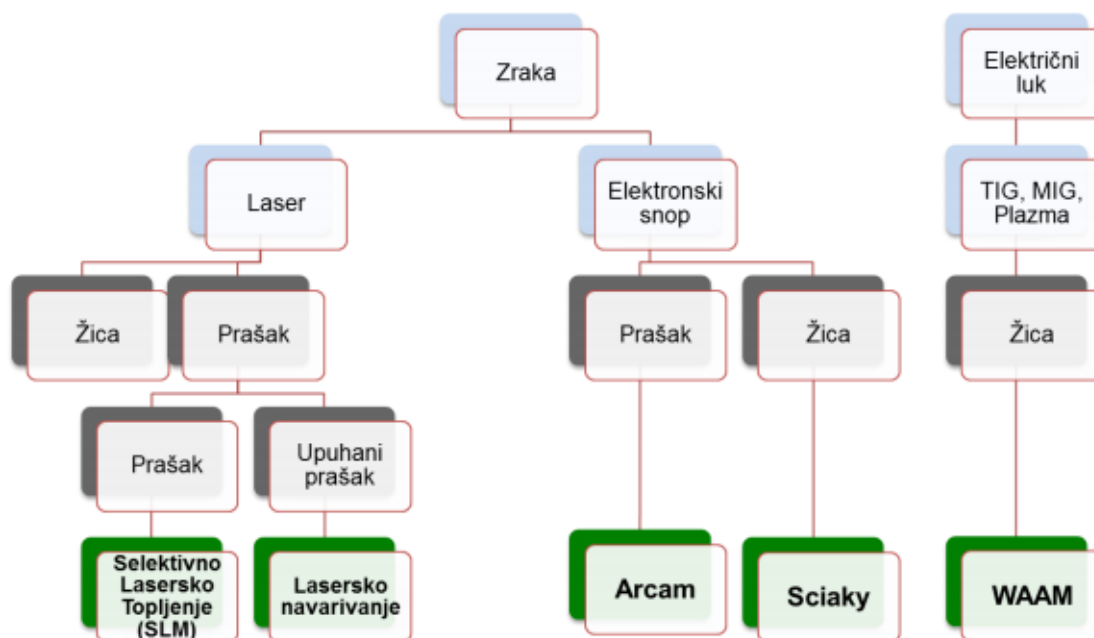 Zraka
Električni
luk
Laser
Elektronski
snop
TIG, MIG,
Plazma
Žica
Prašak
Prašak
Žica
Žica
Prašak
Upuhani
prašak
Selektivno
Lasersko
Topljenje
(SLM)
Lasersko
navarivanje
Arcam
Sciaky
WAAM